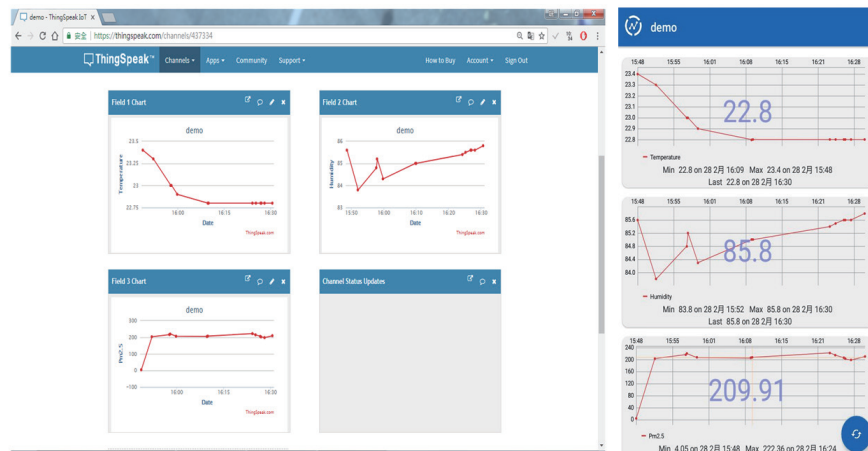 demo - ThingSpeak IoT
安全 | https://thingspeak.com/channels/437334
ThingSpeak™ Channels Apps Community Support How to Buy Account Sign Out
Field 1 Chart
demo
Temperature
23.5
23.25
23
22.75
16:00 16:15 16:30
Date
ThingSpeak.com
Field 2 Chart
demo
Humidity
86
85
84
83
15:50 16:00 16:10 16:20 16:30
Date
ThingSpeak.com
Field 3 Chart
demo
Pm2.5
300
200
100
0
-100
16:00 16:15 16:30
Date
ThingSpeak.com
Channel Status Updates
demo
15:48 15:55 16:01 16:08 16:15 16:21 16:28
23.4
23.3
23.2
23.1
23.0
22.9
22.8
22.8
Temperature
Min 22.8 on 28 2月 16:09 Max 23.4 on 28 2月 15:48
Last 22.8 on 28 2月 16:30
15:48 15:55 16:01 16:08 16:15 16:21 16:28
85.6
85.2
84.8
84.4
84.0
85.8
Humidity
Min 83.8 on 28 2月 15:52 Max 85.8 on 28 2月 16:30
Last 85.8 on 28 2月 16:30
15:48 15:55 16:01 16:08 16:15 16:21 16:28
240
200
160
120
80
40
0
209.91
Pm2.5
Min 4.05 on 28 2月 15:48 Max 222.36 on 28 2月 16:24